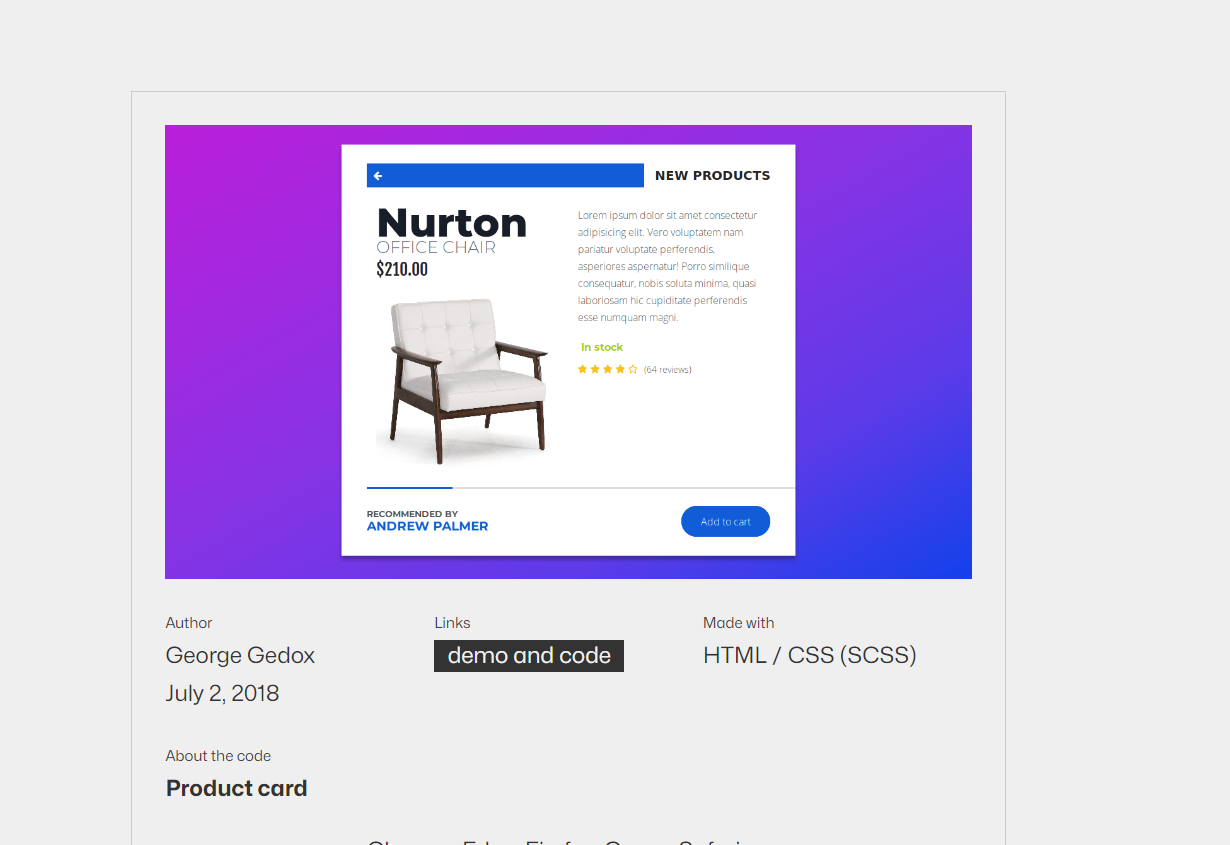 NEW PRODUCTS
Nurton
OFFICE CHAIR
$210.00
Lorem ipsum dolor sit amet consectetur
adipisicing elit. Vero voluptatem nam
pariatur voluptate perferendis,
asperiores aspernatur! Porro similique
consequatur, nobis soluta minima, quasi
laboriosam hic cupiditate perferendis
esse numquam magni.
In stock
(64 reviews)
RECOMMENDED BY
ANDREW PALMER
Add to cart
Author
George Gedox
July 2, 2018
Links
demo and code
Made with
HTML / CSS (SCSS)
About the code
Product card